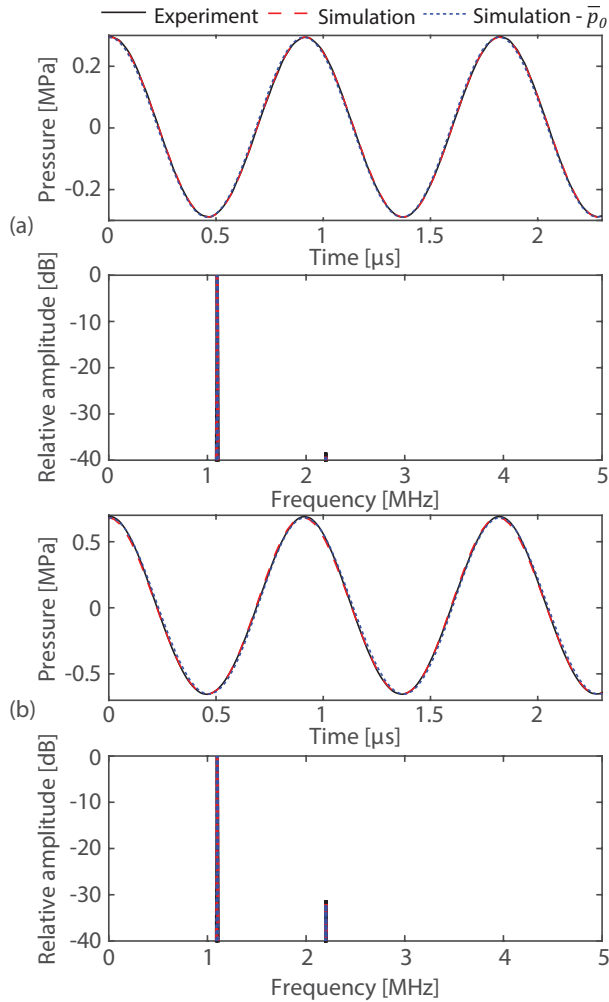 Experiment Simulation Simulation - p̅₀
0.2
0
-0.2
Pressure [MPa]
(a)
0 0.5 1 1.5 2
Time [µs]
0
-10
-20
-30
-40
Relative amplitude [dB]
0 1 2 3 4 5
Frequency [MHz]
0.5
0
-0.5
Pressure [MPa]
(b)
0 0.5 1 1.5 2
Time [µs]
0
-10
-20
-30
-40
Relative amplitude [dB]
0 1 2 3 4 5
Frequency [MHz]